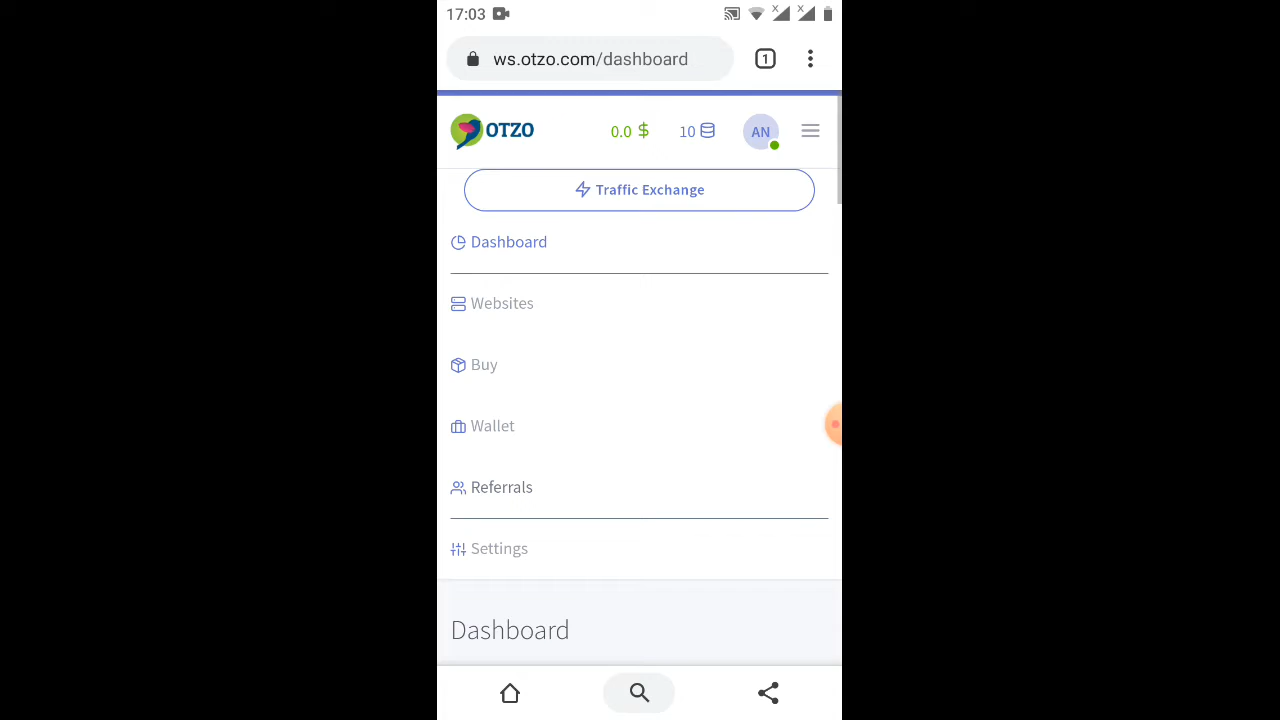 17:03
ws.otzo.com/dashboard
1
OTZO
0.0 $
10
AN
Traffic Exchange
Dashboard
Websites
Buy
Wallet
Referrals
Settings
Dashboard